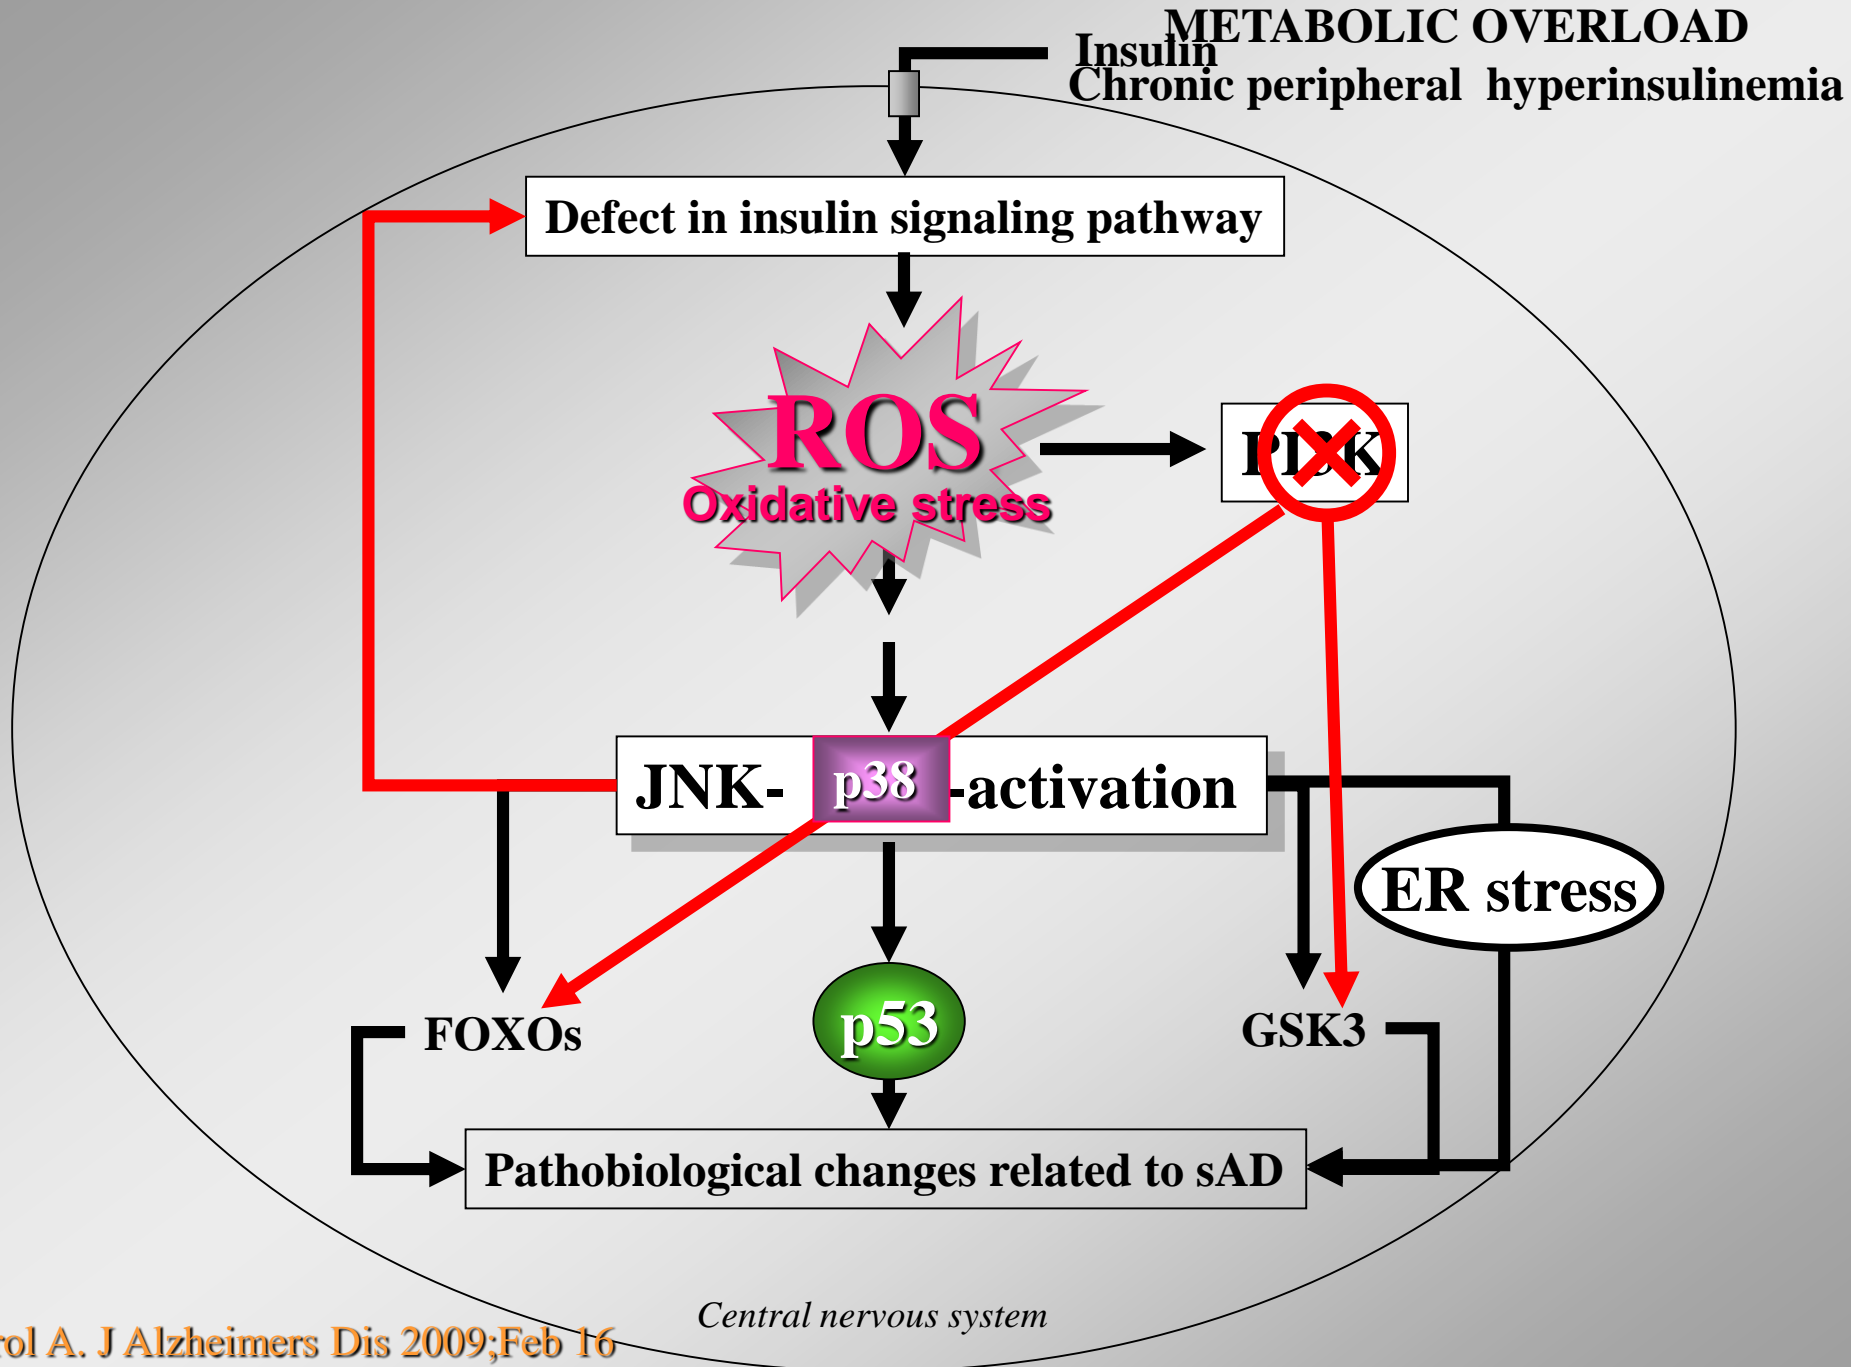 METABOLIC OVERLOAD
Insulin
Chronic peripheral hyperinsulinemia
Defect in insulin signaling pathway
ROS
Oxidative stress
JNK- p38 -activation
ER stress
FOXOs
p53
GSK3
Pathobiological changes related to sAD
Central nervous system
A. J Alzheimers Dis 2009;Feb 16